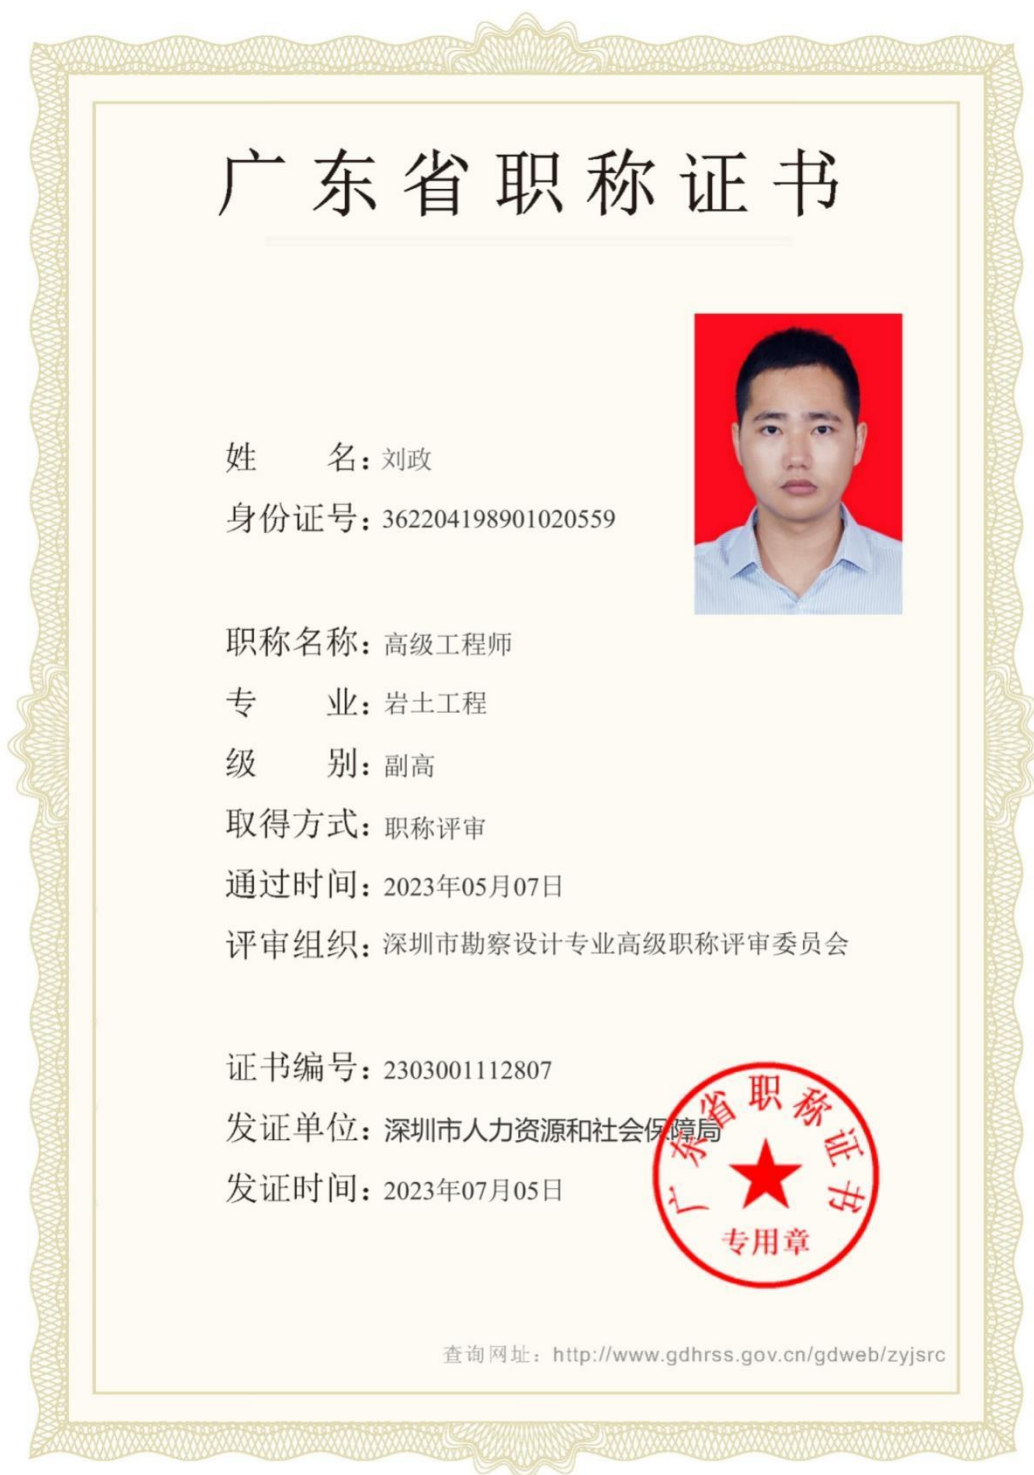 广东省职称证书
姓 名：刘政
身份证号：362204198901020559
职称名称：高级工程师
专 业：岩土工程
级 别：副高
取得方式：职称评审
通过时间：2023年05月07日
评审组织：深圳市勘察设计专业高级职称评审委员会
证书编号：2303001112807
发证单位：深圳市人力资源和社会保障局
发证时间：2023年07月05日
广东省职称证书
专用章
查询网址：http://www.gdhrss.gov.cn/gdweb/zyjsrc